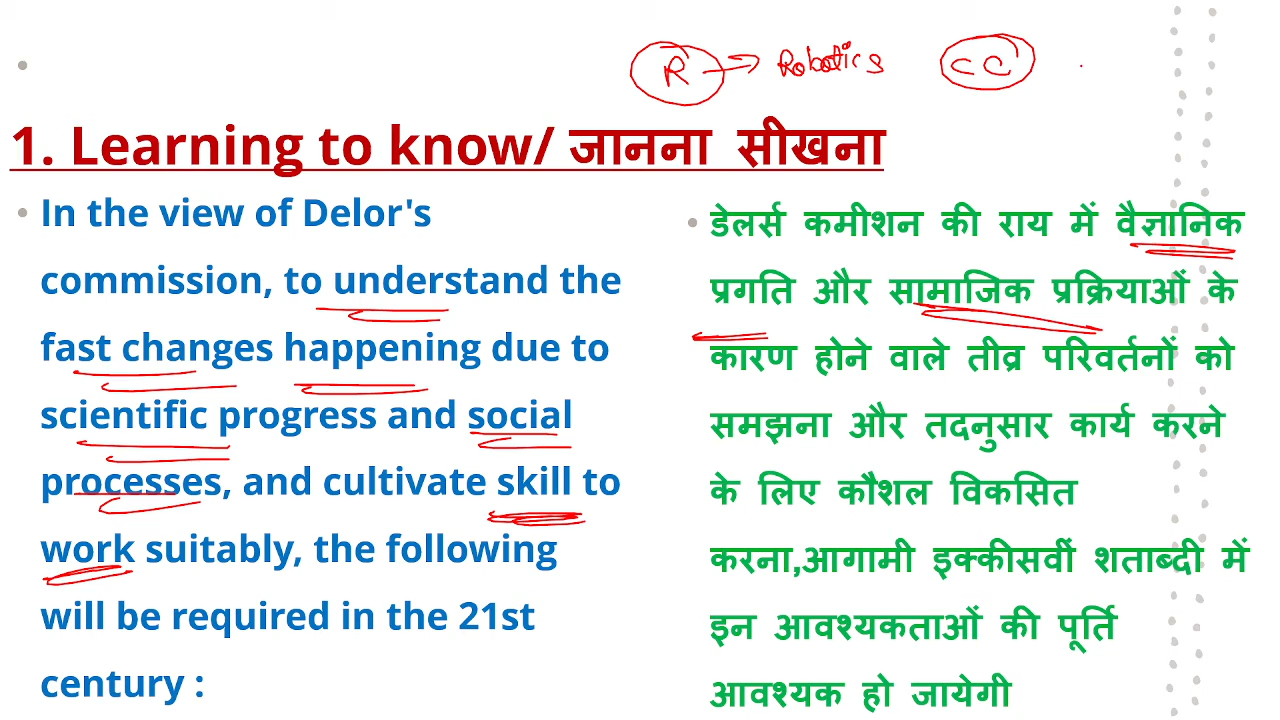 R → Robotics CC
1. Learning to know/ जानना सीखना
• In the view of Delor's
commission, to understand the
fast changes happening due to
scientific progress and social
processes, and cultivate skill to
work suitably, the following
will be required in the 21st
century :
• डेलर्स कमीशन की राय में वैज्ञानिक
प्रगति और सामाजिक प्रक्रियाओं के
कारण होने वाले तीव्र परिवर्तनों को
समझना और तदनुसार कार्य करने
के लिए कौशल विकसित
करना,आगामी इक्कीसवीं शताब्दी में
इन आवश्यकताओं की पूर्ति
आवश्यक हो जायेगी